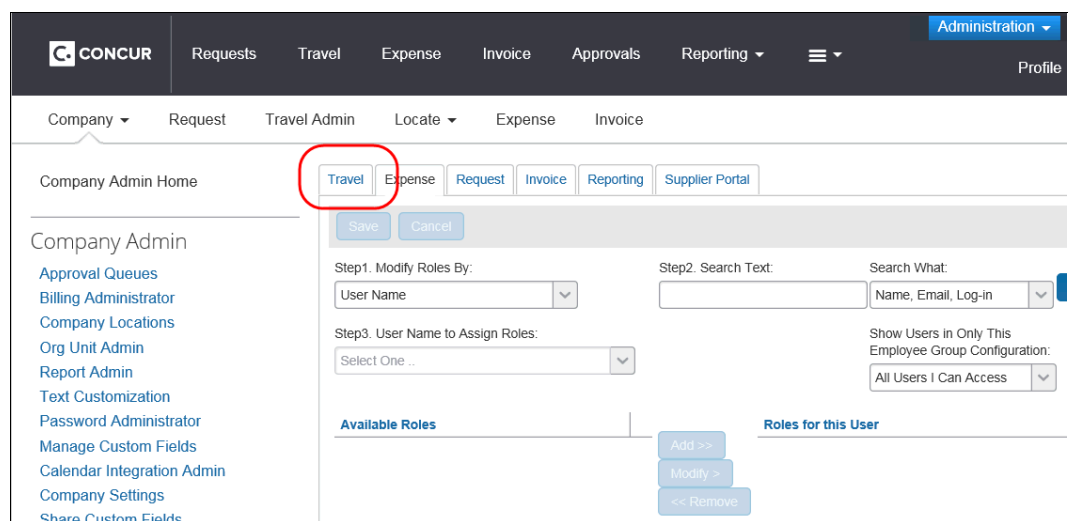 Administration
C. CONCUR Requests Travel Expense Invoice Approvals Reporting
Profile
Company Request Travel Admin Locate Expense Invoice
Company Admin Home
Travel Expense Request Invoice Reporting Supplier Portal
Save Cancel
Company Admin
Approval Queues
Billing Administrator
Company Locations
Org Unit Admin
Report Admin
Text Customization
Password Administrator
Manage Custom Fields
Calendar Integration Admin
Company Settings
Share Custom Fields
Step1. Modify Roles By: Step2. Search Text: Search What:
User Name Name, Email, Log-in
Step3. User Name to Assign Roles: Show Users in Only This
Employee Group Configuration:
Select One .. All Users I Can Access
Available Roles Roles for this User
Add >>
Modify >
<< Remove